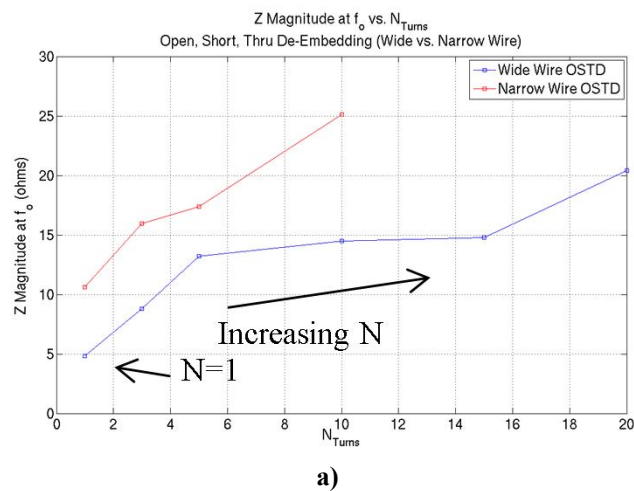 Z Magnitude at fo vs. NTurns
Open, Short, Thru De-Embedding (Wide vs. Narrow Wire)
30
25
20
15
10
5
0
Z Magnitude at fo (ohms)
Wide Wire OSTD
Narrow Wire OSTD
Increasing N
N=1
0 2 4 6 8 10 12 14 16 18 20
NTurns
a)